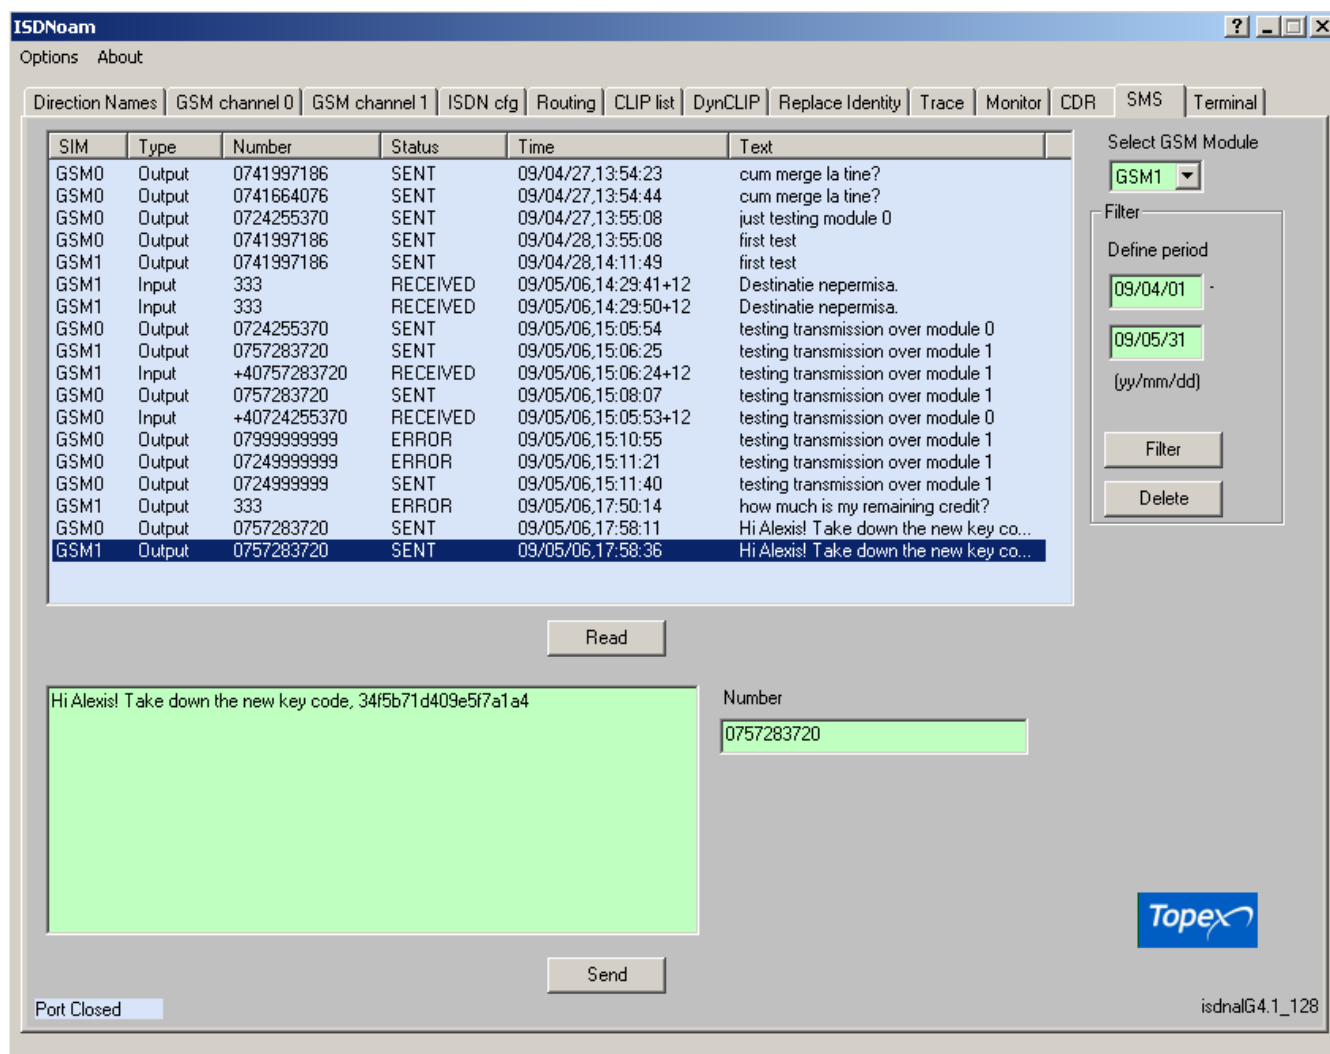 ISDNoam
Options About
Direction Names GSM channel 0 GSM channel 1 ISDN cfg Routing CLIP list DynCLIP Replace Identity Trace Monitor CDR SMS Terminal
SIM Type Number Status Time Text
GSM0 Output 0741997186 SENT 09/04/27,13:54:23 cum merge la tine?
GSM0 Output 0741664076 SENT 09/04/27,13:54:44 cum merge la tine?
GSM0 Output 0724255370 SENT 09/04/27,13:55:08 just testing module 0
GSM0 Output 0741997186 SENT 09/04/28,13:55:08 first test
GSM1 Output 0741997186 SENT 09/04/28,14:11:49 first test
GSM1 Input 333 RECEIVED 09/05/06,14:29:41+12 Destinatie nepermisa.
GSM1 Input 333 RECEIVED 09/05/06,14:29:50+12 Destinatie nepermisa.
GSM0 Output 0724255370 SENT 09/05/06,15:05:54 testing transmission over module 0
GSM1 Output 0757283720 SENT 09/05/06,15:06:25 testing transmission over module 1
GSM1 Input +40757283720 RECEIVED 09/05/06,15:06:24+12 testing transmission over module 1
GSM0 Output 0757283720 SENT 09/05/06,15:08:07 testing transmission over module 1
GSM0 Input +40724255370 RECEIVED 09/05/06,15:05:53+12 testing transmission over module 0
GSM0 Output 07999999999 ERROR 09/05/06,15:10:55 testing transmission over module 1
GSM0 Output 07249999999 ERROR 09/05/06,15:11:21 testing transmission over module 1
GSM0 Output 0724999999 SENT 09/05/06,15:11:40 testing transmission over module 1
GSM1 Output 333 ERROR 09/05/06,17:50:14 how much is my remaining credit?
GSM0 Output 0757283720 SENT 09/05/06,17:58:11 Hi Alexis! Take down the new key co...
GSM1 Output 0757283720 SENT 09/05/06,17:58:36 Hi Alexis! Take down the new key co...
Select GSM Module
GSM1
Filter
Define period
09/04/01 -
09/05/31
(yy/mm/dd)
Filter
Delete
Read
Hi Alexis! Take down the new key code, 34f5b71d409e5f7a1a4
Number
0757283720
Topex
Send
Port Closed
isdnalG4.1_128